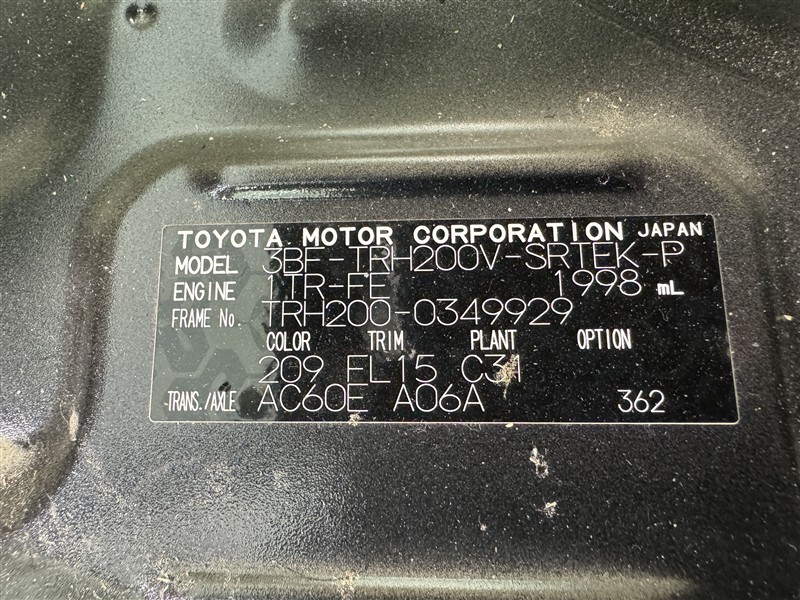 TOYOTA MOTOR CORPORATION JAPAN
MODEL 3BF-TRH200V-SRTEK-P
ENGINE 1TR-FE 1998 mL
FRAME No. TRH200-0349929
COLOR TRIM PLANT OPTION
209 FL15 C31
TRANS./AXLE AC60E A06A 362